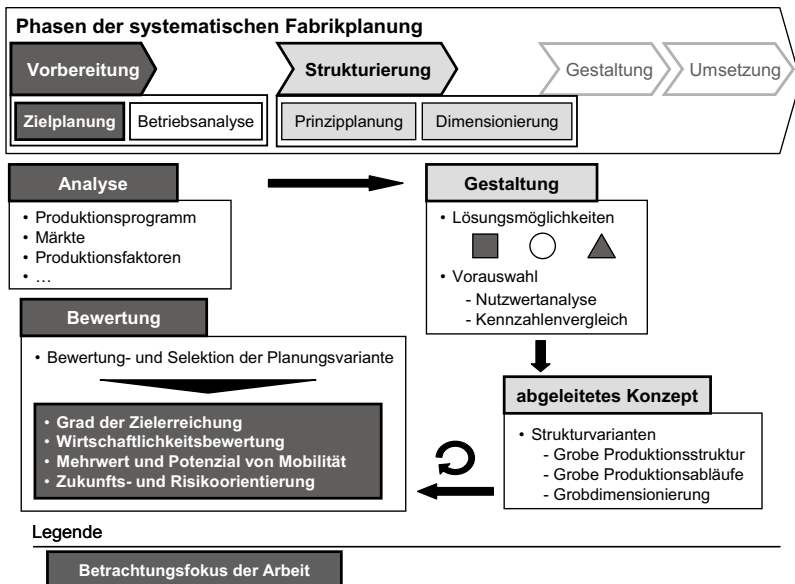 Phasen der systematischen Fabrikplanung
Vorbereitung
Strukturierung
Gestaltung
Umsetzung
Zielplanung
Betriebsanalyse
Prinzipplanung
Dimensionierung
Analyse
• Produktionsprogramm
• Märkte
• Produktionsfaktoren
• ...
Gestaltung
• Lösungsmöglichkeiten
• Vorauswahl
- Nutzwertanalyse
- Kennzahlenvergleich
Bewertung
• Bewertung- und Selektion der Planungsvariante
• Grad der Zielerreichung
• Wirtschaftlichkeitsbewertung
• Mehrwert und Potenzial von Mobilität
• Zukunfts- und Risikoorientierung
abgeleitetes Konzept
• Strukturvarianten
- Grobe Produktionsstruktur
- Grobe Produktionsabläufe
- Grobdimensionierung
Legende
Betrachtungsfokus der Arbeit